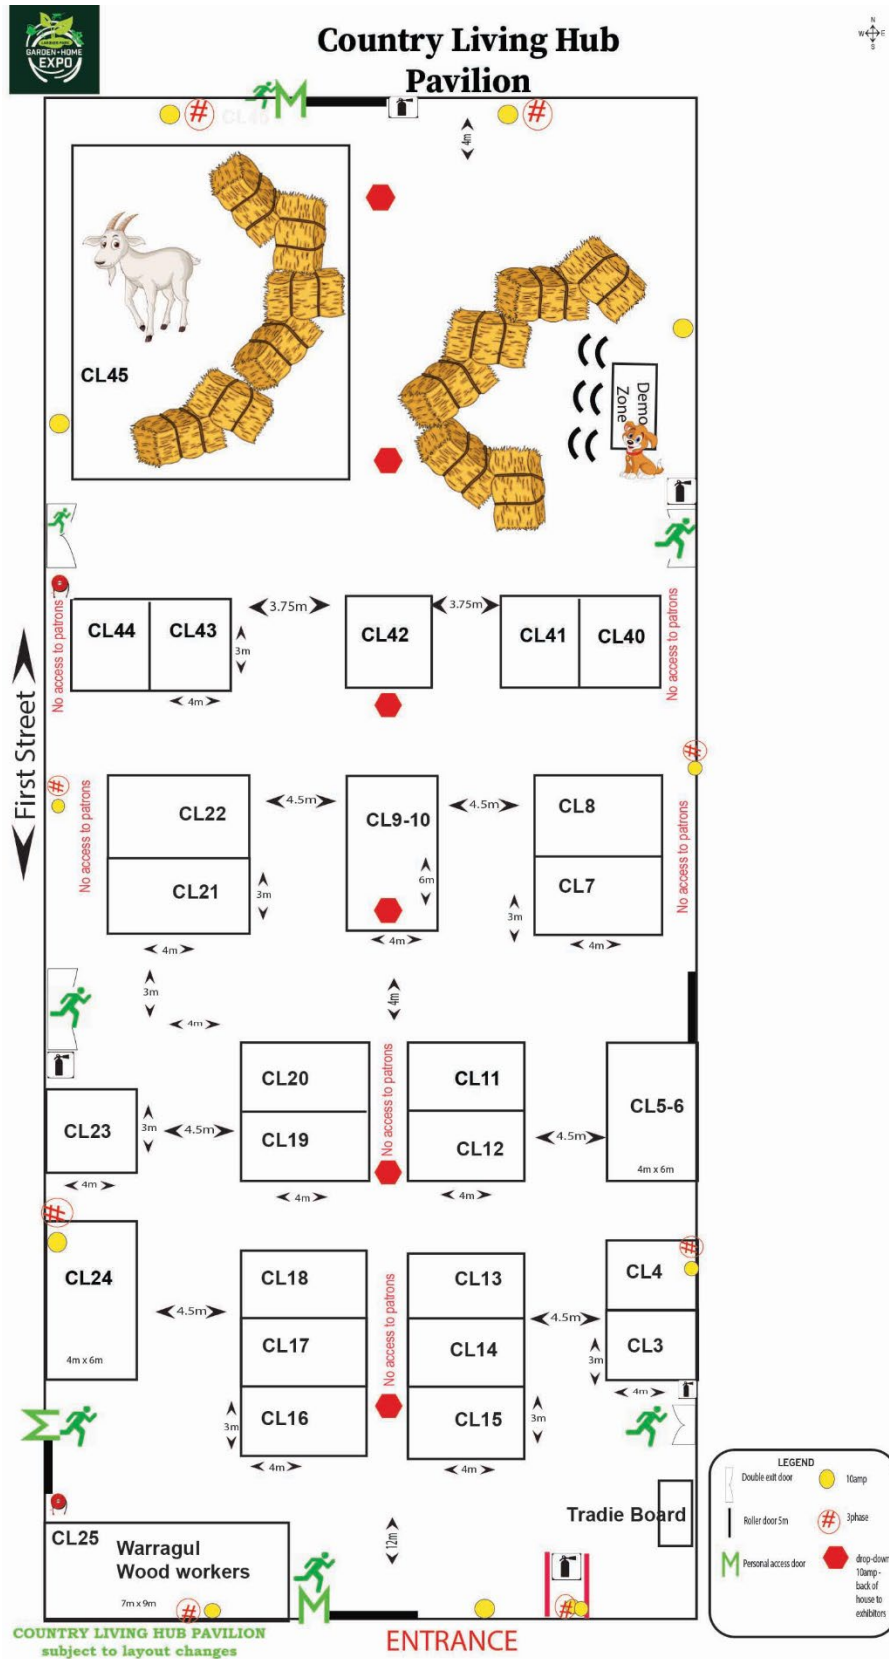 LARDNER PARK
GARDEN+HOME
EXPO
Country Living Hub
Pavilion
N
W E
S
M
#
CL45
#
4m
CL45
Demo
Zone
No access to patrons
CL44
CL43
3m
4m
3.75m
CL42
3.75m
CL41
CL40
No access to patrons
First Street
#
No access to patrons
CL22
CL21
3m
4m
4.5m
CL9-10
6m
4m
4.5m
CL8
CL7
3m
4m
#
No access to patrons
3m
4m
4m
CL23
3m
4m
4.5m
CL20
CL19
4m
No access to patrons
CL11
CL12
4m
4.5m
CL5-6
4m x 6m
#
CL24
4m x 6m
4.5m
CL18
CL17
CL16
3m
4m
No access to patrons
CL13
CL14
CL15
3m
4m
4.5m
CL4
#
CL3
3m
4m
M
CL25
Warragul
Wood workers
7m x 9m
#
M
12m
Tradie Board
#
ENTRANCE
COUNTRY LIVING HUB PAVILION
subject to layout changes
LEGEND
Double exit door
10amp
Roller door 5m
#
3phase
M
Personal access door
drop-down
10amp -
back of
house to
exhibitors